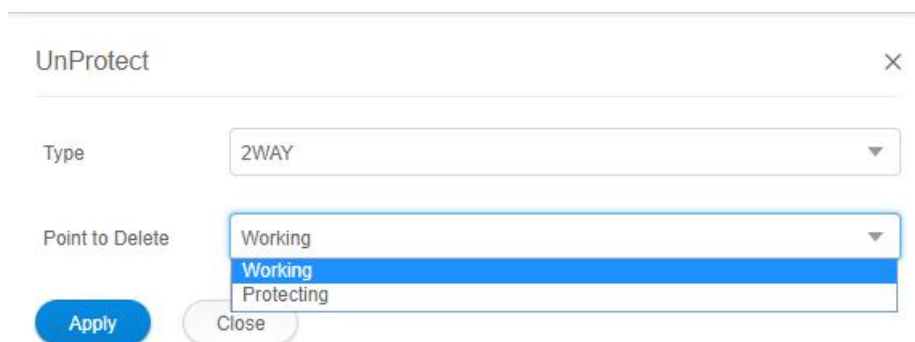 UnProtect
Type 2WAY
Point to Delete Working
Working
Protecting
Apply Close